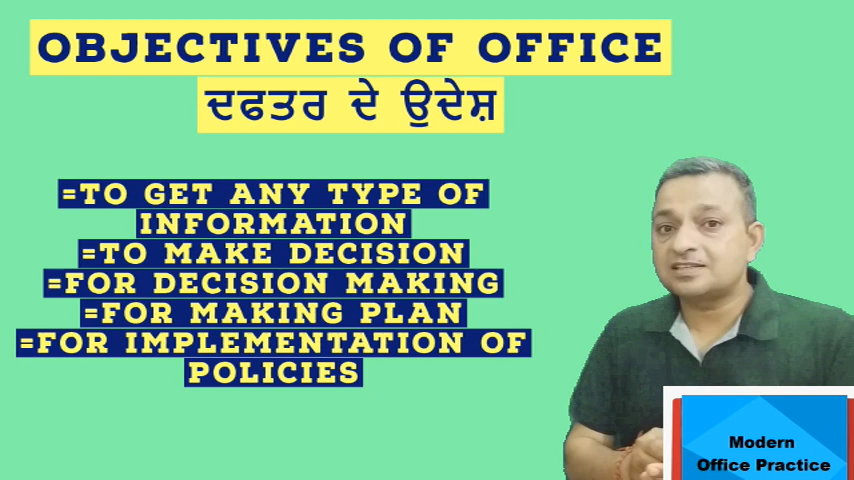 OBJECTIVES OF OFFICE
ਦਫਤਰ ਦੇ ਉਦੇਸ਼
=TO GET ANY TYPE OF
INFORMATION
=TO MAKE DECISION
=FOR DECISION MAKING
=FOR MAKING PLAN
=FOR IMPLEMENTATION OF
POLICIES
Modern
Office Practice